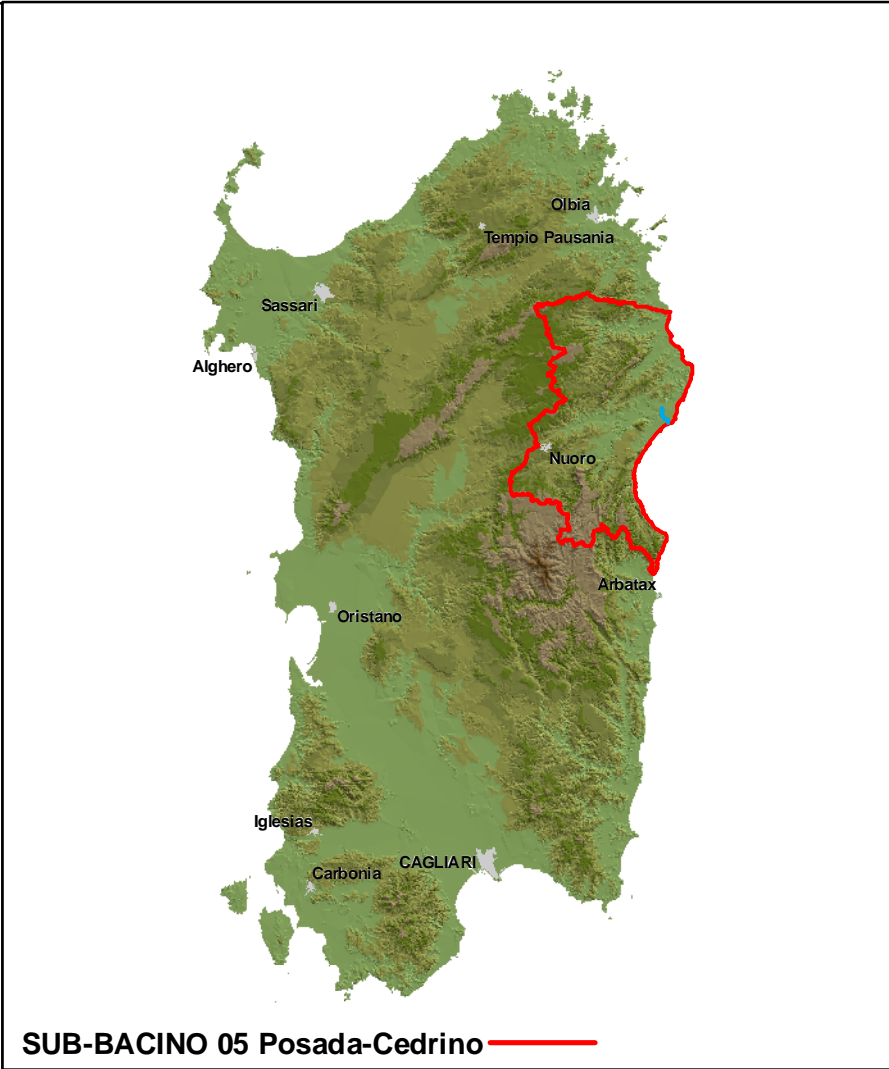 Olbia
Tempio Pausania
Sassari
Alghero
Nuoro
Arbatax
Oristano
Iglesias
CAGLIARI
Carbonia
SUB-BACINO 05 Posada-Cedrino